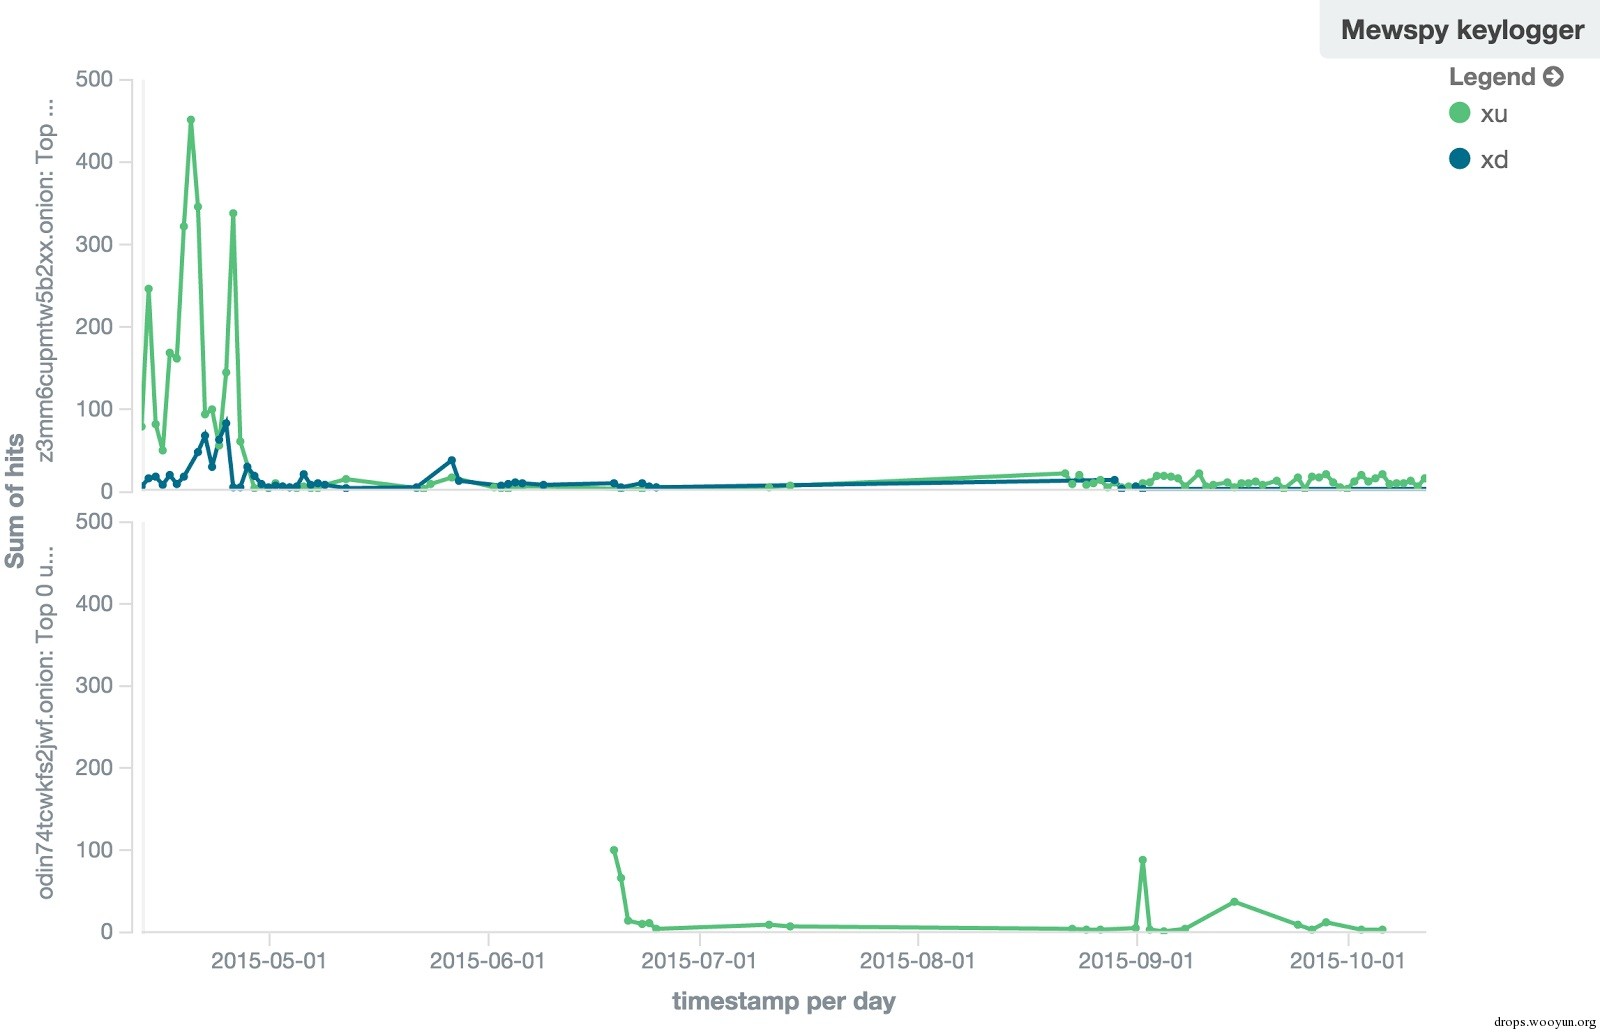 Mewspy keylogger
Legend
xu
xd
Sum of hits
z3mm6cupmtw5b2xx.onion: Top ...
500
400
300
200
100
0
odin74tcwkfs2jwf.onion: Top 0 u...
500
400
300
200
100
0
2015-05-01 2015-06-01 2015-07-01 2015-08-01 2015-09-01 2015-10-01
timestamp per day
drops.wooyun.org